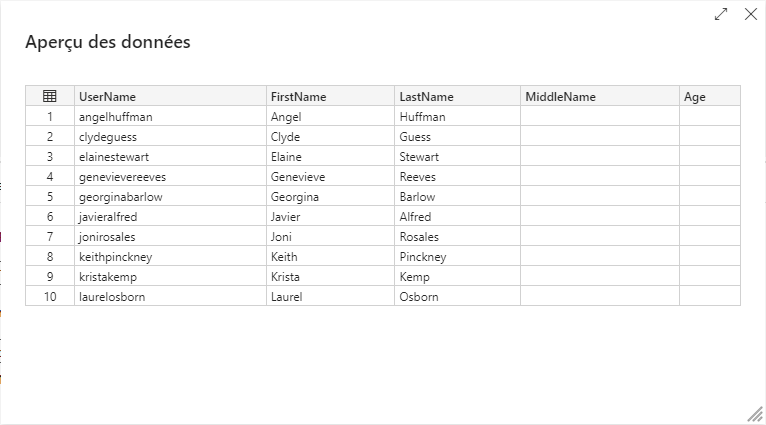 Aperçu des données
UserName FirstName LastName MiddleName Age
1 angelhuffman Angel Huffman
2 clydeguess Clyde Guess
3 elainestewart Elaine Stewart
4 genevievereeves Genevieve Reeves
5 georginabarlow Georgina Barlow
6 javieralfred Javier Alfred
7 jonirosales Joni Rosales
8 keithpinckney Keith Pinckney
9 kristakemp Krista Kemp
10 laurelosborn Laurel Osborn